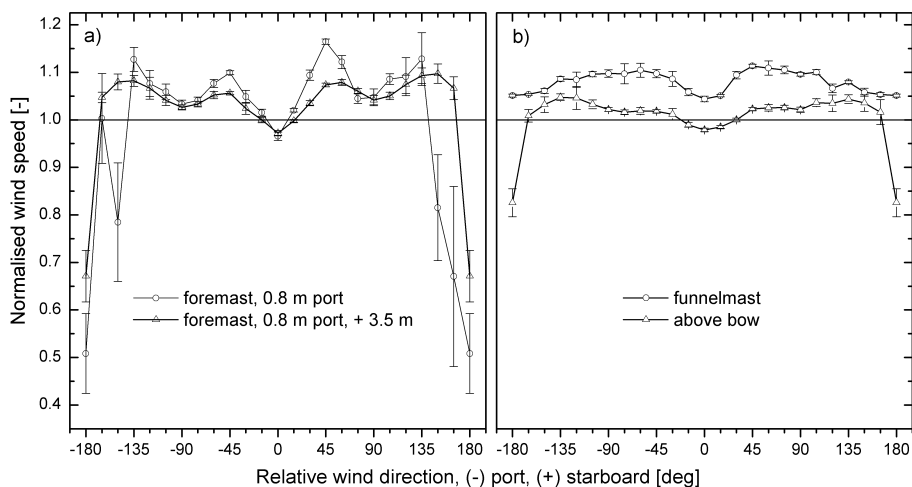 a)
b)
1.2
1.1
1.0
0.9
0.8
0.7
0.6
0.5
0.4
Normalised wind speed [-]
foremast, 0.8 m port
foremast, 0.8 m port, + 3.5 m
funnelmast
above bow
-180 -135 -90 -45 0 45 90 135 180
-180 -135 -90 -45 0 45 90 135 180
Relative wind direction, (-) port, (+) starboard [deg]